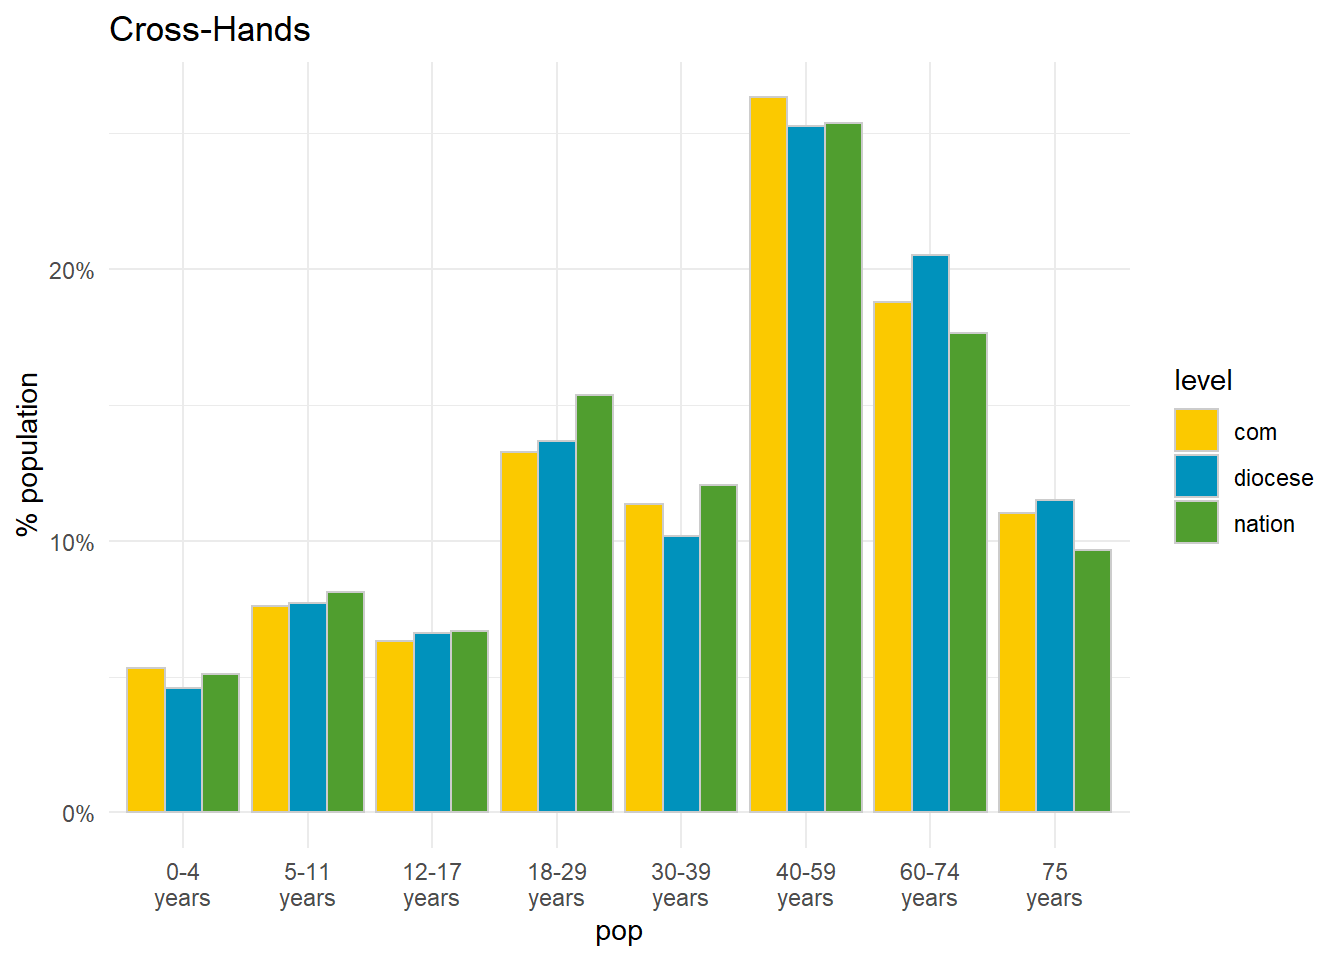 Cross-Hands
% population
20%
10%
0%
0-4
years
5-11
years
12-17
years
18-29
years
30-39
years
40-59
years
60-74
years
75
years
pop
level
com
diocese
nation